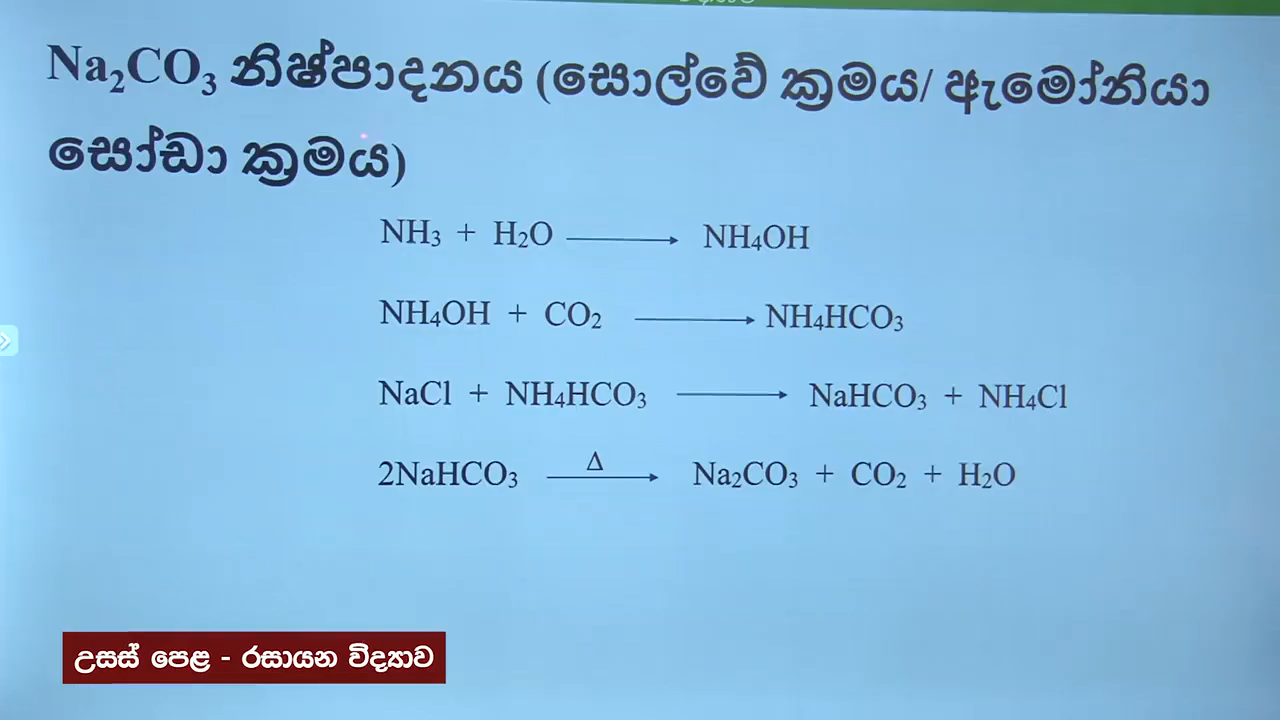 Na₂CO₃ නිෂ්පාදනය (සොල්වේ ක්‍රමය/ ඇමෝනියා
සෝඩා ක්‍රමය)
NH₃ + H₂O ⟶ NH₄OH
NH₄OH + CO₂ ⟶ NH₄HCO₃
NaCl + NH₄HCO₃ ⟶ NaHCO₃ + NH₄Cl
2NaHCO₃ Δ⟶ Na₂CO₃ + CO₂ + H₂O
උසස් පෙළ - රසායන විද්‍යාව